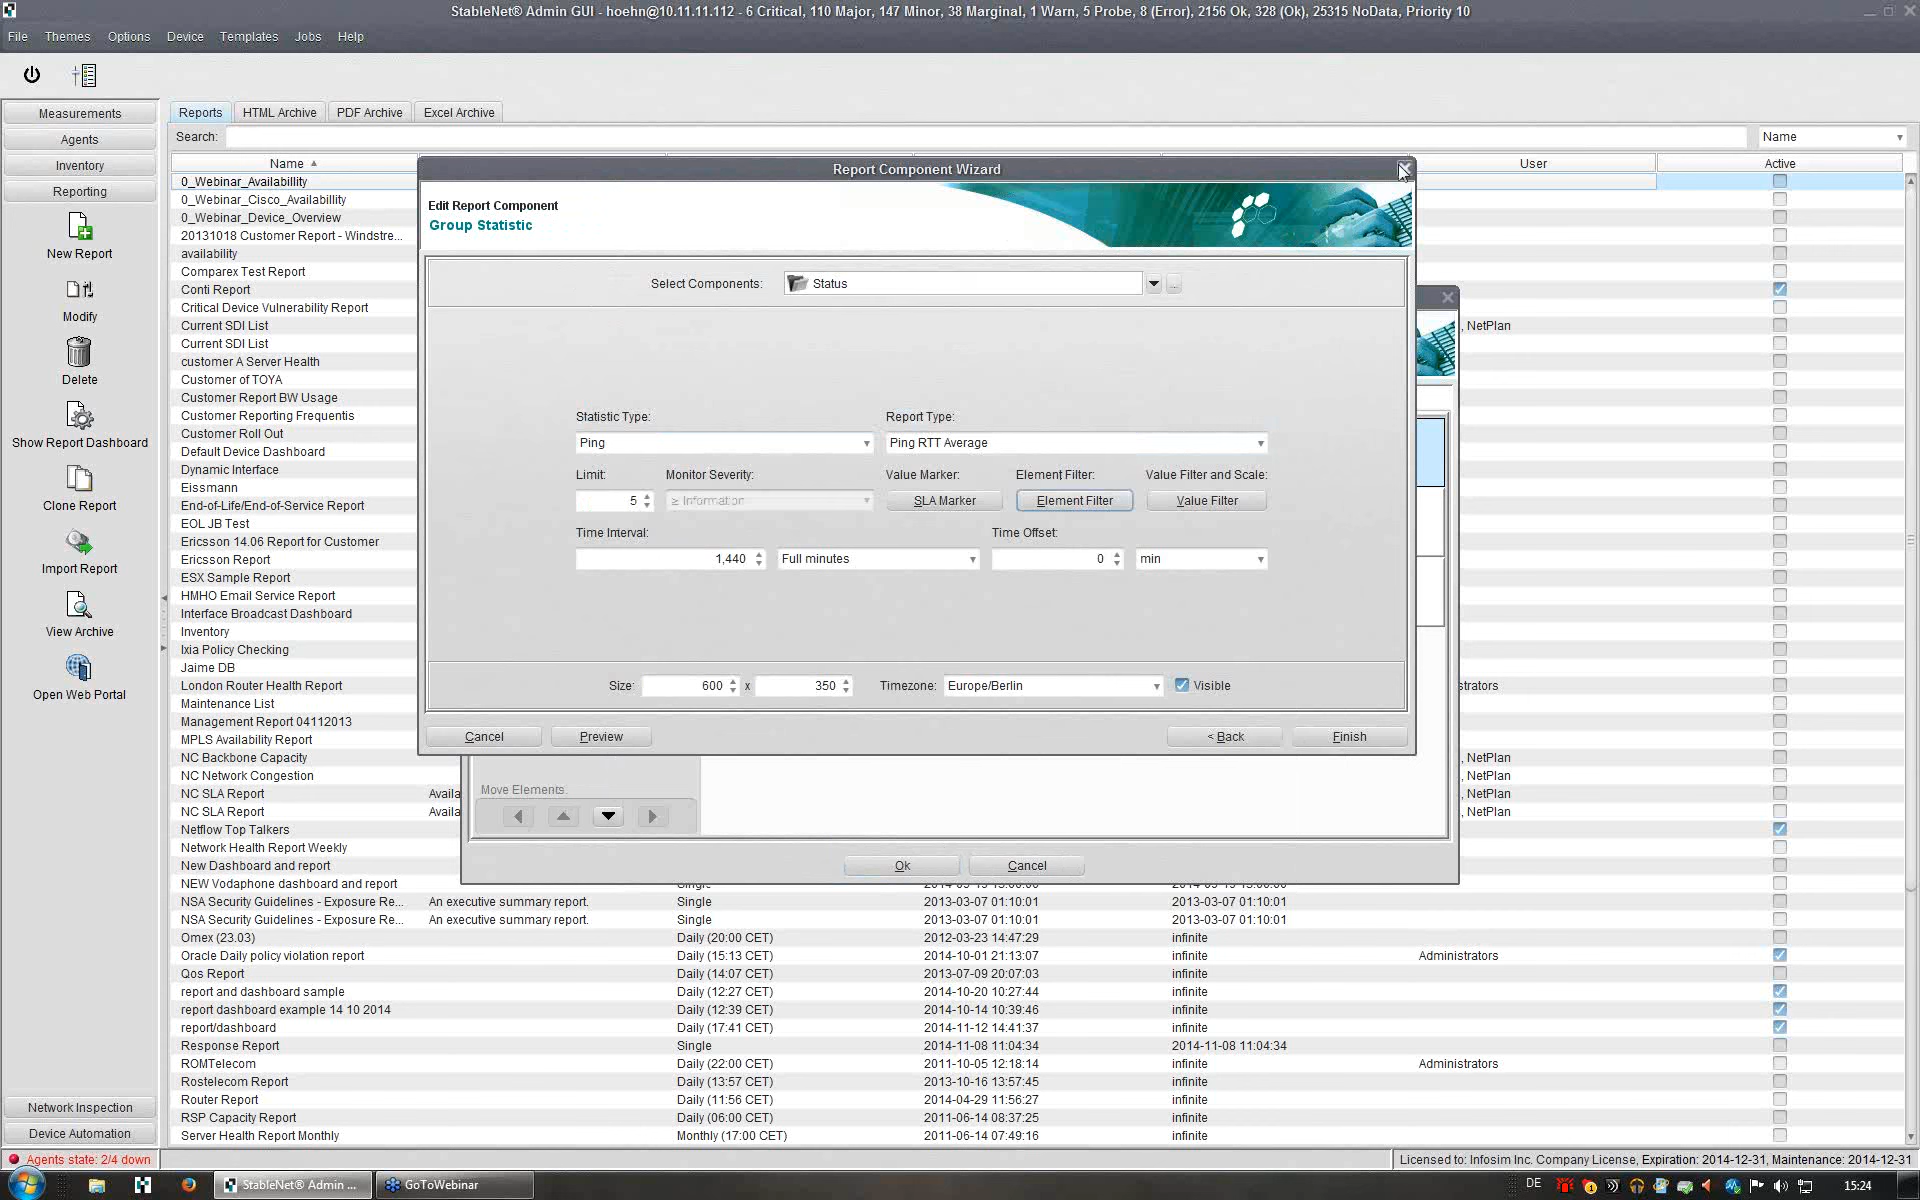 StableNet® Admin GUI - hoehn@10.11.11.112 - 6 Critical, 110 Major, 147 Minor, 38 Marginal, 1 Warn, 5 Probe, 8 (Error), 2156 Ok, 328 (Ok), 25315 NoData, Priority 10
File Themes Options Device Templates Jobs Help
Measurements
Agents
Inventory
Reporting
New Report
Modify
Delete
Show Report Dashboard
Clone Report
Import Report
View Archive
Open Web Portal
Network Inspection
Device Automation
Reports HTML Archive PDF Archive Excel Archive
Search: Name
Name User Active
0_Webinar_Availabillity
0_Webinar_Cisco_Availabillity
0_Webinar_Device_Overview
20131018 Customer Report - Windstre...
availability
Comparex Test Report
Conti Report
Critical Device Vulnerability Report
Current SDI List , NetPlan
Current SDI List
customer A Server Health
Customer of TOYA
Customer Report BW Usage
Customer Reporting Frequentis
Customer Roll Out
Default Device Dashboard
Dynamic Interface
Eissmann
End-of-Life/End-of-Service Report
EOL JB Test
Ericsson 14.06 Report for Customer
Ericsson Report
ESX Sample Report
HMHO Email Service Report
Interface Broadcast Dashboard
Inventory
Ixia Policy Checking
Jaime DB
London Router Health Report strators
Maintenance List
Management Report 04112013
MPLS Availability Report
NC Backbone Capacity , NetPlan
NC Network Congestion , NetPlan
NC SLA Report Availa , NetPlan
NC SLA Report Availa , NetPlan
Netflow Top Talkers
Network Health Report Weekly
New Dashboard and report
NEW Vodaphone dashboard and report Single
NSA Security Guidelines - Exposure Re... An executive summary report. Single 2013-03-07 01:10:01 2013-03-07 01:10:01
NSA Security Guidelines - Exposure Re... An executive summary report. Single 2013-03-07 01:10:01 2013-03-07 01:10:01
Omex (23.03) Daily (20:00 CET) 2012-03-23 14:47:29 infinite
Oracle Daily policy violation report Daily (15:13 CET) 2014-10-01 21:13:07 infinite Administrators
Qos Report Daily (14:07 CET) 2013-07-09 20:07:03 infinite
report and dashboard sample Daily (12:27 CET) 2014-10-20 10:27:44 infinite
report dashboard example 14 10 2014 Daily (12:39 CET) 2014-10-14 10:39:46 infinite
report/dashboard Daily (17:41 CET) 2014-11-12 14:41:37 infinite
Response Report Single 2014-11-08 11:04:34 2014-11-08 11:04:34
ROMTelecom Daily (22:00 CET) 2011-10-05 12:18:14 infinite Administrators
Rostelecom Report Daily (13:57 CET) 2013-10-16 13:57:45 infinite
Router Report Daily (11:56 CET) 2014-04-29 11:56:27 infinite
RSP Capacity Report Daily (06:00 CET) 2011-06-14 08:37:25 infinite
Server Health Report Monthly Monthly (17:00 CET) 2011-06-14 07:49:16 infinite
Report Component Wizard
Edit Report Component
Group Statistic
Select Components: Status ...
Statistic Type: Report Type:
Ping Ping RTT Average
Limit: Monitor Severity: Value Marker: Element Filter: Value Filter and Scale:
5 ≥ Information SLA Marker Element Filter Value Filter
Time Interval: Time Offset:
1,440 Full minutes 0 min
Size: 600 x 350 Timezone: Europe/Berlin Visible
Cancel Preview < Back Finish
Move Elements.
Ok Cancel
Agents state: 2/4 down Licensed to: Infosim Inc. Company License, Expiration: 2014-12-31, Maintenance: 2014-12-31
StableNet® Admin ... GoToWebinar DE 15:24